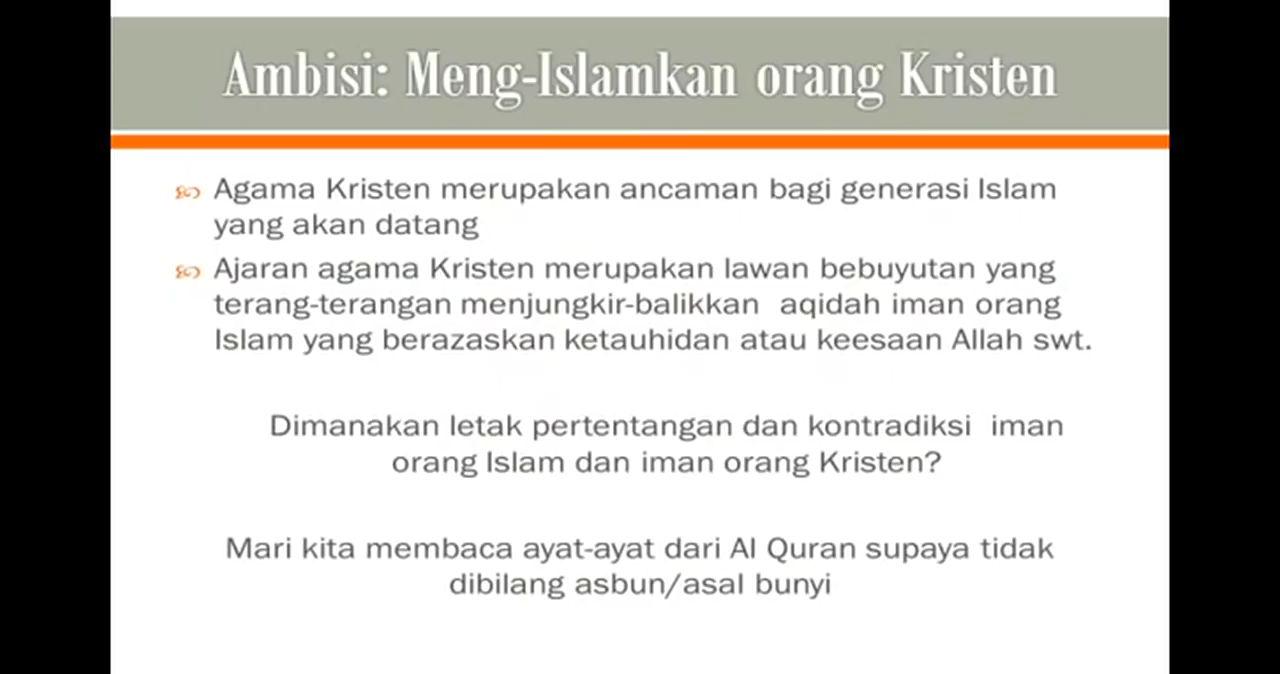 Ambisi: Meng-Islamkan orang Kristen
Agama Kristen merupakan ancaman bagi generasi Islam
yang akan datang
Ajaran agama Kristen merupakan lawan bebuyutan yang
terang-terangan menjungkir-balikkan aqidah iman orang
Islam yang berazaskan ketauhidan atau keesaan Allah swt.
Dimanakan letak pertentangan dan kontradiksi iman
orang Islam dan iman orang Kristen?
Mari kita membaca ayat-ayat dari Al Quran supaya tidak
dibilang asbun/asal bunyi